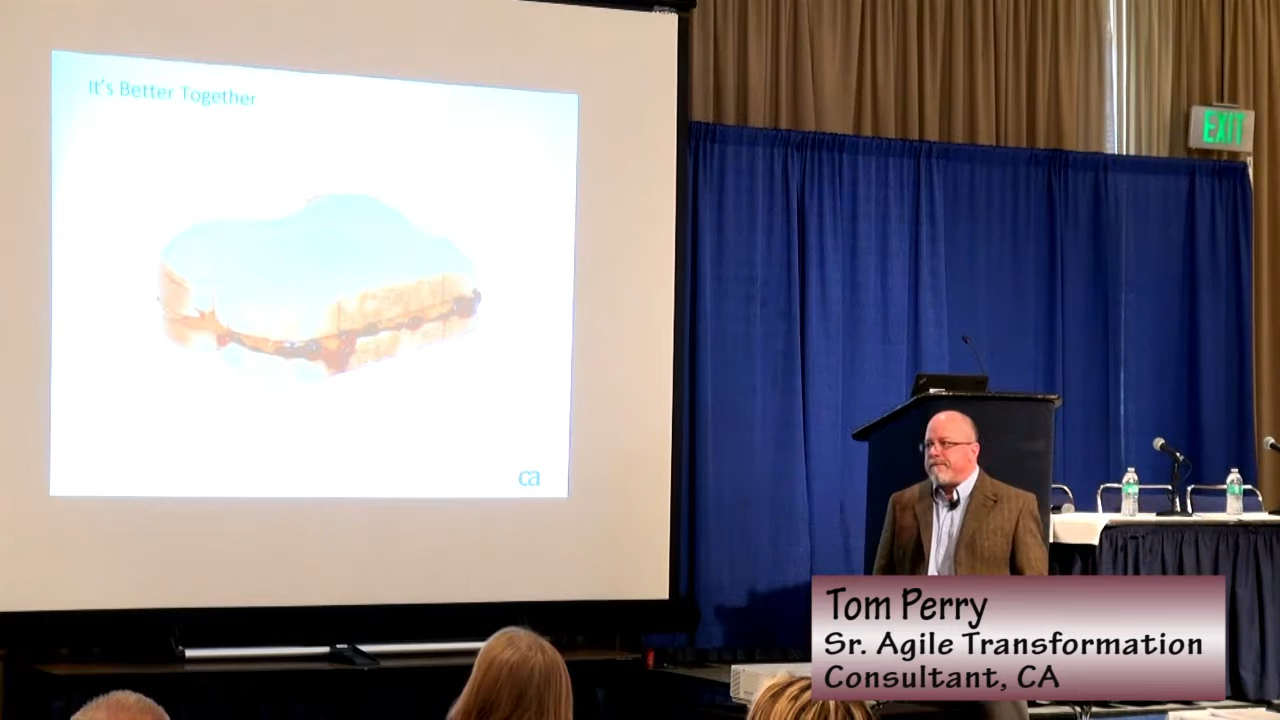 It's Better Together
EXIT
ca
Tom Perry
Sr. Agile Transformation
Consultant, CA